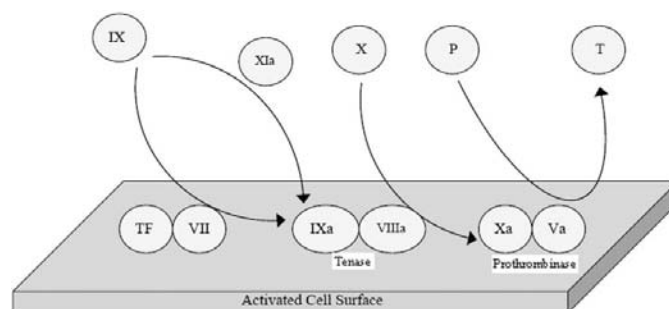 IX
XIa
X
P
T
TF
VII
IXa
VIIIa
Xa
Va
Tenase
Prothrombinase
Activated Cell Surface